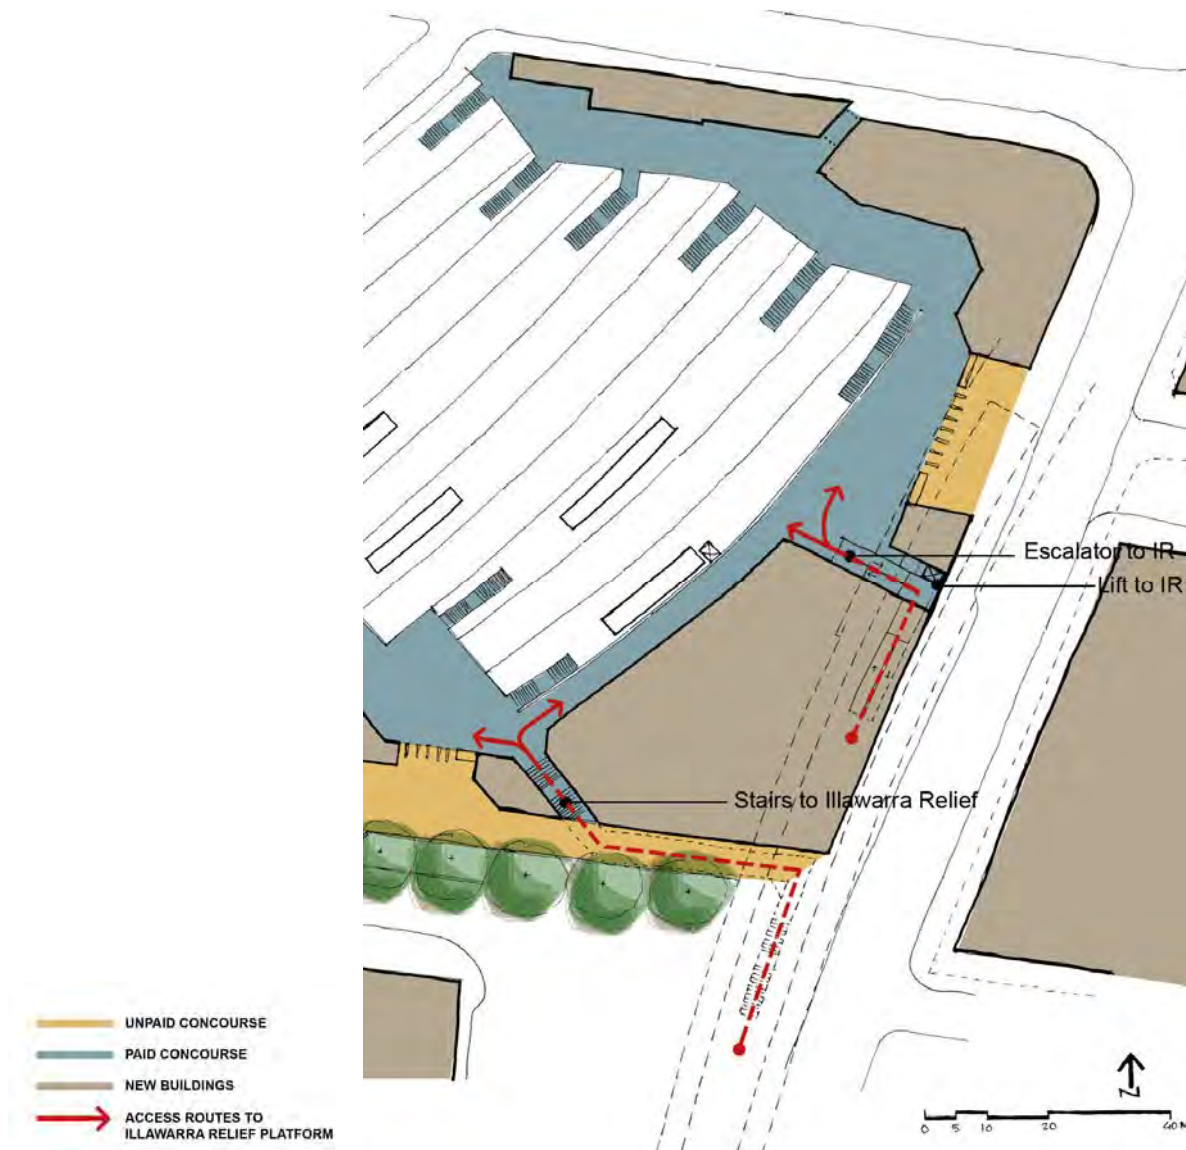 Escalator to IR
Lift to IR
Stairs to Illawarra Relief
UNPAID CONCOURSE
PAID CONCOURSE
NEW BUILDINGS
ACCESS ROUTES TO
ILLAWARRA RELIEF PLATFORM
N
0 5 10 20 40 M